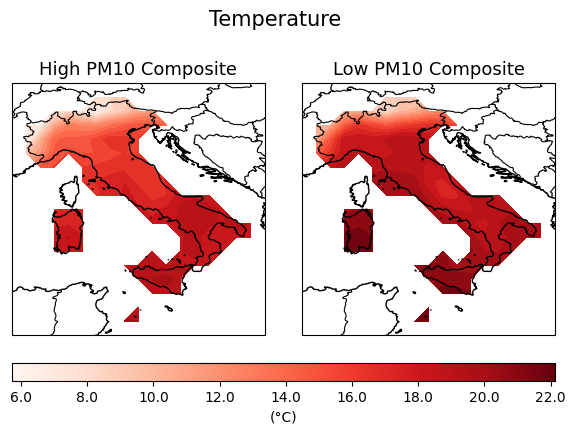 Temperature
High PM10 Composite
Low PM10 Composite
6.0 8.0 10.0 12.0 14.0 16.0 18.0 20.0 22.0
(°C)